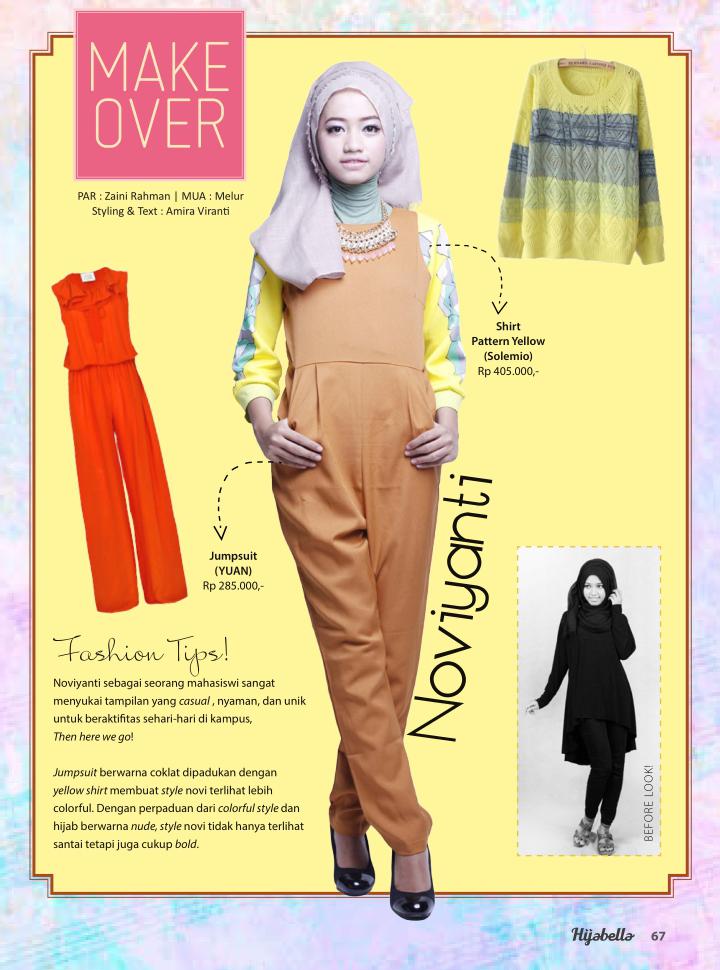 MAKE
OVER
PAR : Zaini Rahman | MUA : Melur
Styling & Text : Amira Viranti
Shirt
Pattern Yellow
(Solemio)
Rp 405.000,-
Jumpsuit
(YUAN)
Rp 285.000,-
Noviyanti
Fashion Tips!
Noviyanti sebagai seorang mahasiswi sangat
menyukai tampilan yang casual , nyaman, dan unik
untuk beraktifitas sehari-hari di kampus,
Then here we go!
Jumpsuit berwarna coklat dipadukan dengan
yellow shirt membuat style novi terlihat lebih
colorful. Dengan perpaduan dari colorful style dan
hijab berwarna nude, style novi tidak hanya terlihat
santai tetapi juga cukup bold.
BEFORE LOOK!
Hijabella 67